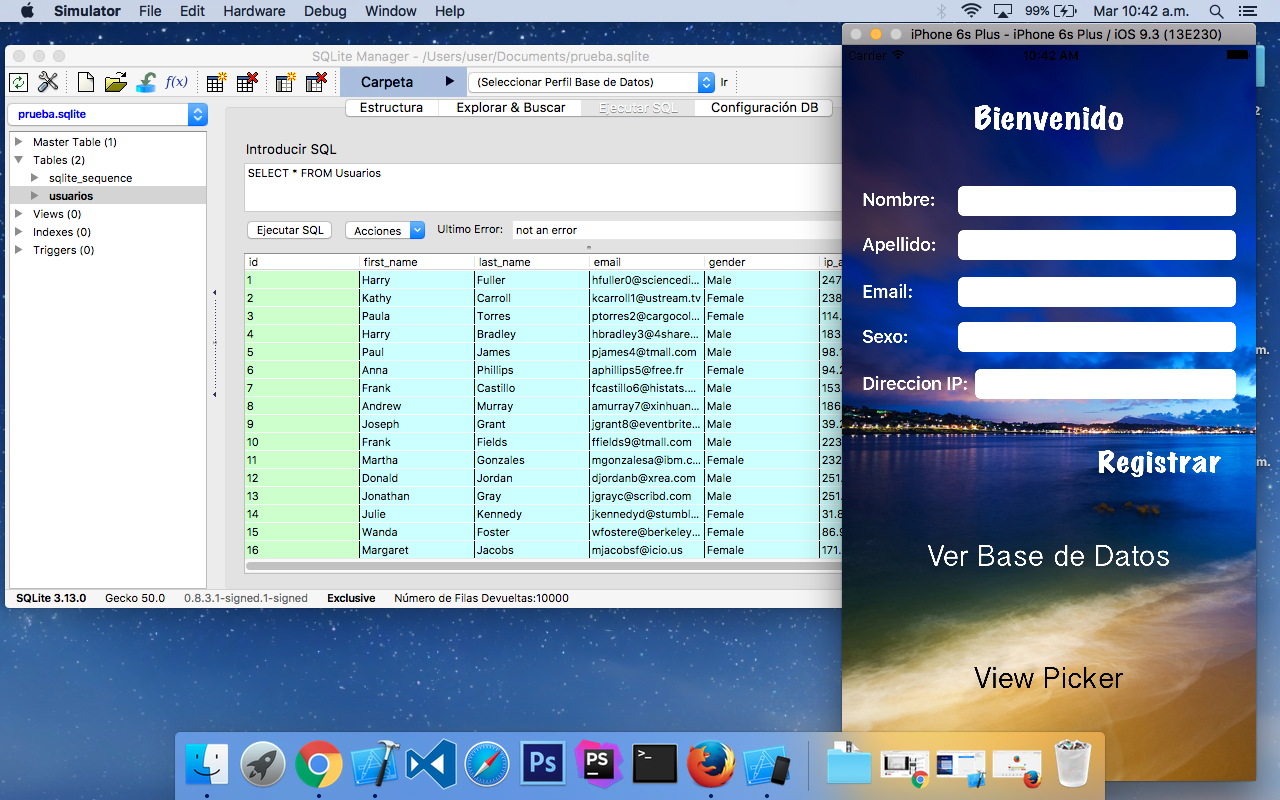 Simulator File Edit Hardware Debug Window Help 99% Mar 10:42 a.m.
SQLite Manager - /Users/user/Documents/prueba.sqlite
f(x) Carpeta (Seleccionar Perfil Base de Datos) Ir
prueba.sqlite
Master Table (1)
Tables (2)
sqlite_sequence
usuarios
Views (0)
Indexes (0)
Triggers (0)
Estructura Explorar & Buscar Ejecutar SQL Configuración DB
Introducir SQL
SELECT * FROM Usuarios
Ejecutar SQL Acciones Ultimo Error: not an error
id first_name last_name email gender ip_a
1 Harry Fuller hfuller0@sciencedi... Male 247
2 Kathy Carroll kcarroll1@ustream.tv Female 238
3 Paula Torres ptorres2@cargocol... Female 114.
4 Harry Bradley hbradley3@4share... Male 183
5 Paul James pjames4@tmall.com Male 98.1
6 Anna Phillips aphillips5@free.fr Female 94.2
7 Frank Castillo fcastillo6@histats.... Male 153
8 Andrew Murray amurray7@xinhuan... Male 186
9 Joseph Grant jgrant8@eventbrite... Male 39.2
10 Frank Fields ffields9@tmall.com Male 223
11 Martha Gonzales mgonzalesa@ibm.c... Female 232
12 Donald Jordan djordanb@xrea.com Male 251.
13 Jonathan Gray jgrayc@scribd.com Male 251.
14 Julie Kennedy jkennedyd@stumbl... Female 31.8
15 Wanda Foster wfostere@berkeley... Female 86.9
16 Margaret Jacobs mjacobsf@icio.us Female 171.
SQLite 3.13.0 Gecko 50.0 0.8.3.1-signed.1-signed Exclusive Número de Filas Devueltas:10000
iPhone 6s Plus - iPhone 6s Plus / iOS 9.3 (13E230)
Carrier 10:42 AM
Bienvenido
Nombre:
Apellido:
Email:
Sexo:
Direccion IP:
Registrar
Ver Base de Datos
View Picker
m.
m.
Ps PS >_